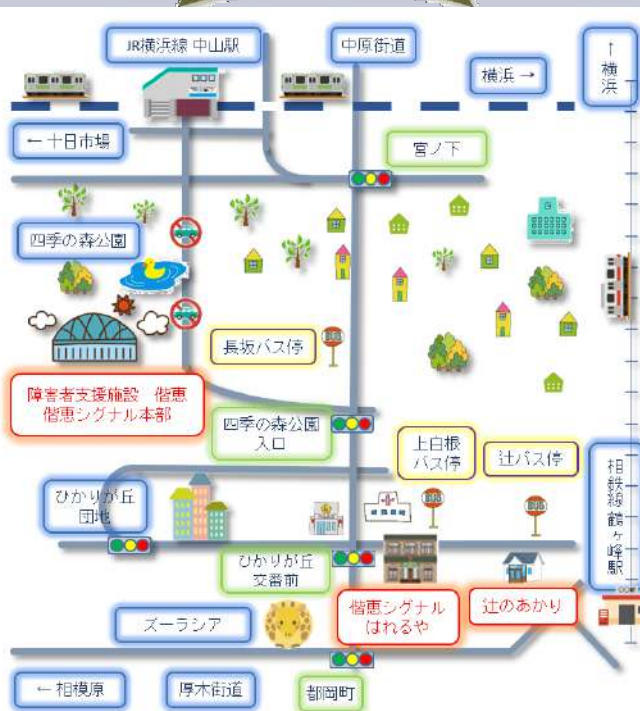 JR横浜線 中山駅
中原街道
横浜 →
↑横浜
← 十日市場
宮ノ下
四季の森公園
長坂バス停
障害者支援施設 偕恵
偕恵シグナル本部
四季の森公園
入口
上白根
バス停
辻バス停
相鉄線鶴ヶ峰駅
ひかりが丘
団地
BUS
BUS
ひかりが丘
交番前
偕恵シグナル
はれるや
辻のあかり
ズーラシア
← 相模原
厚木街道
都岡町